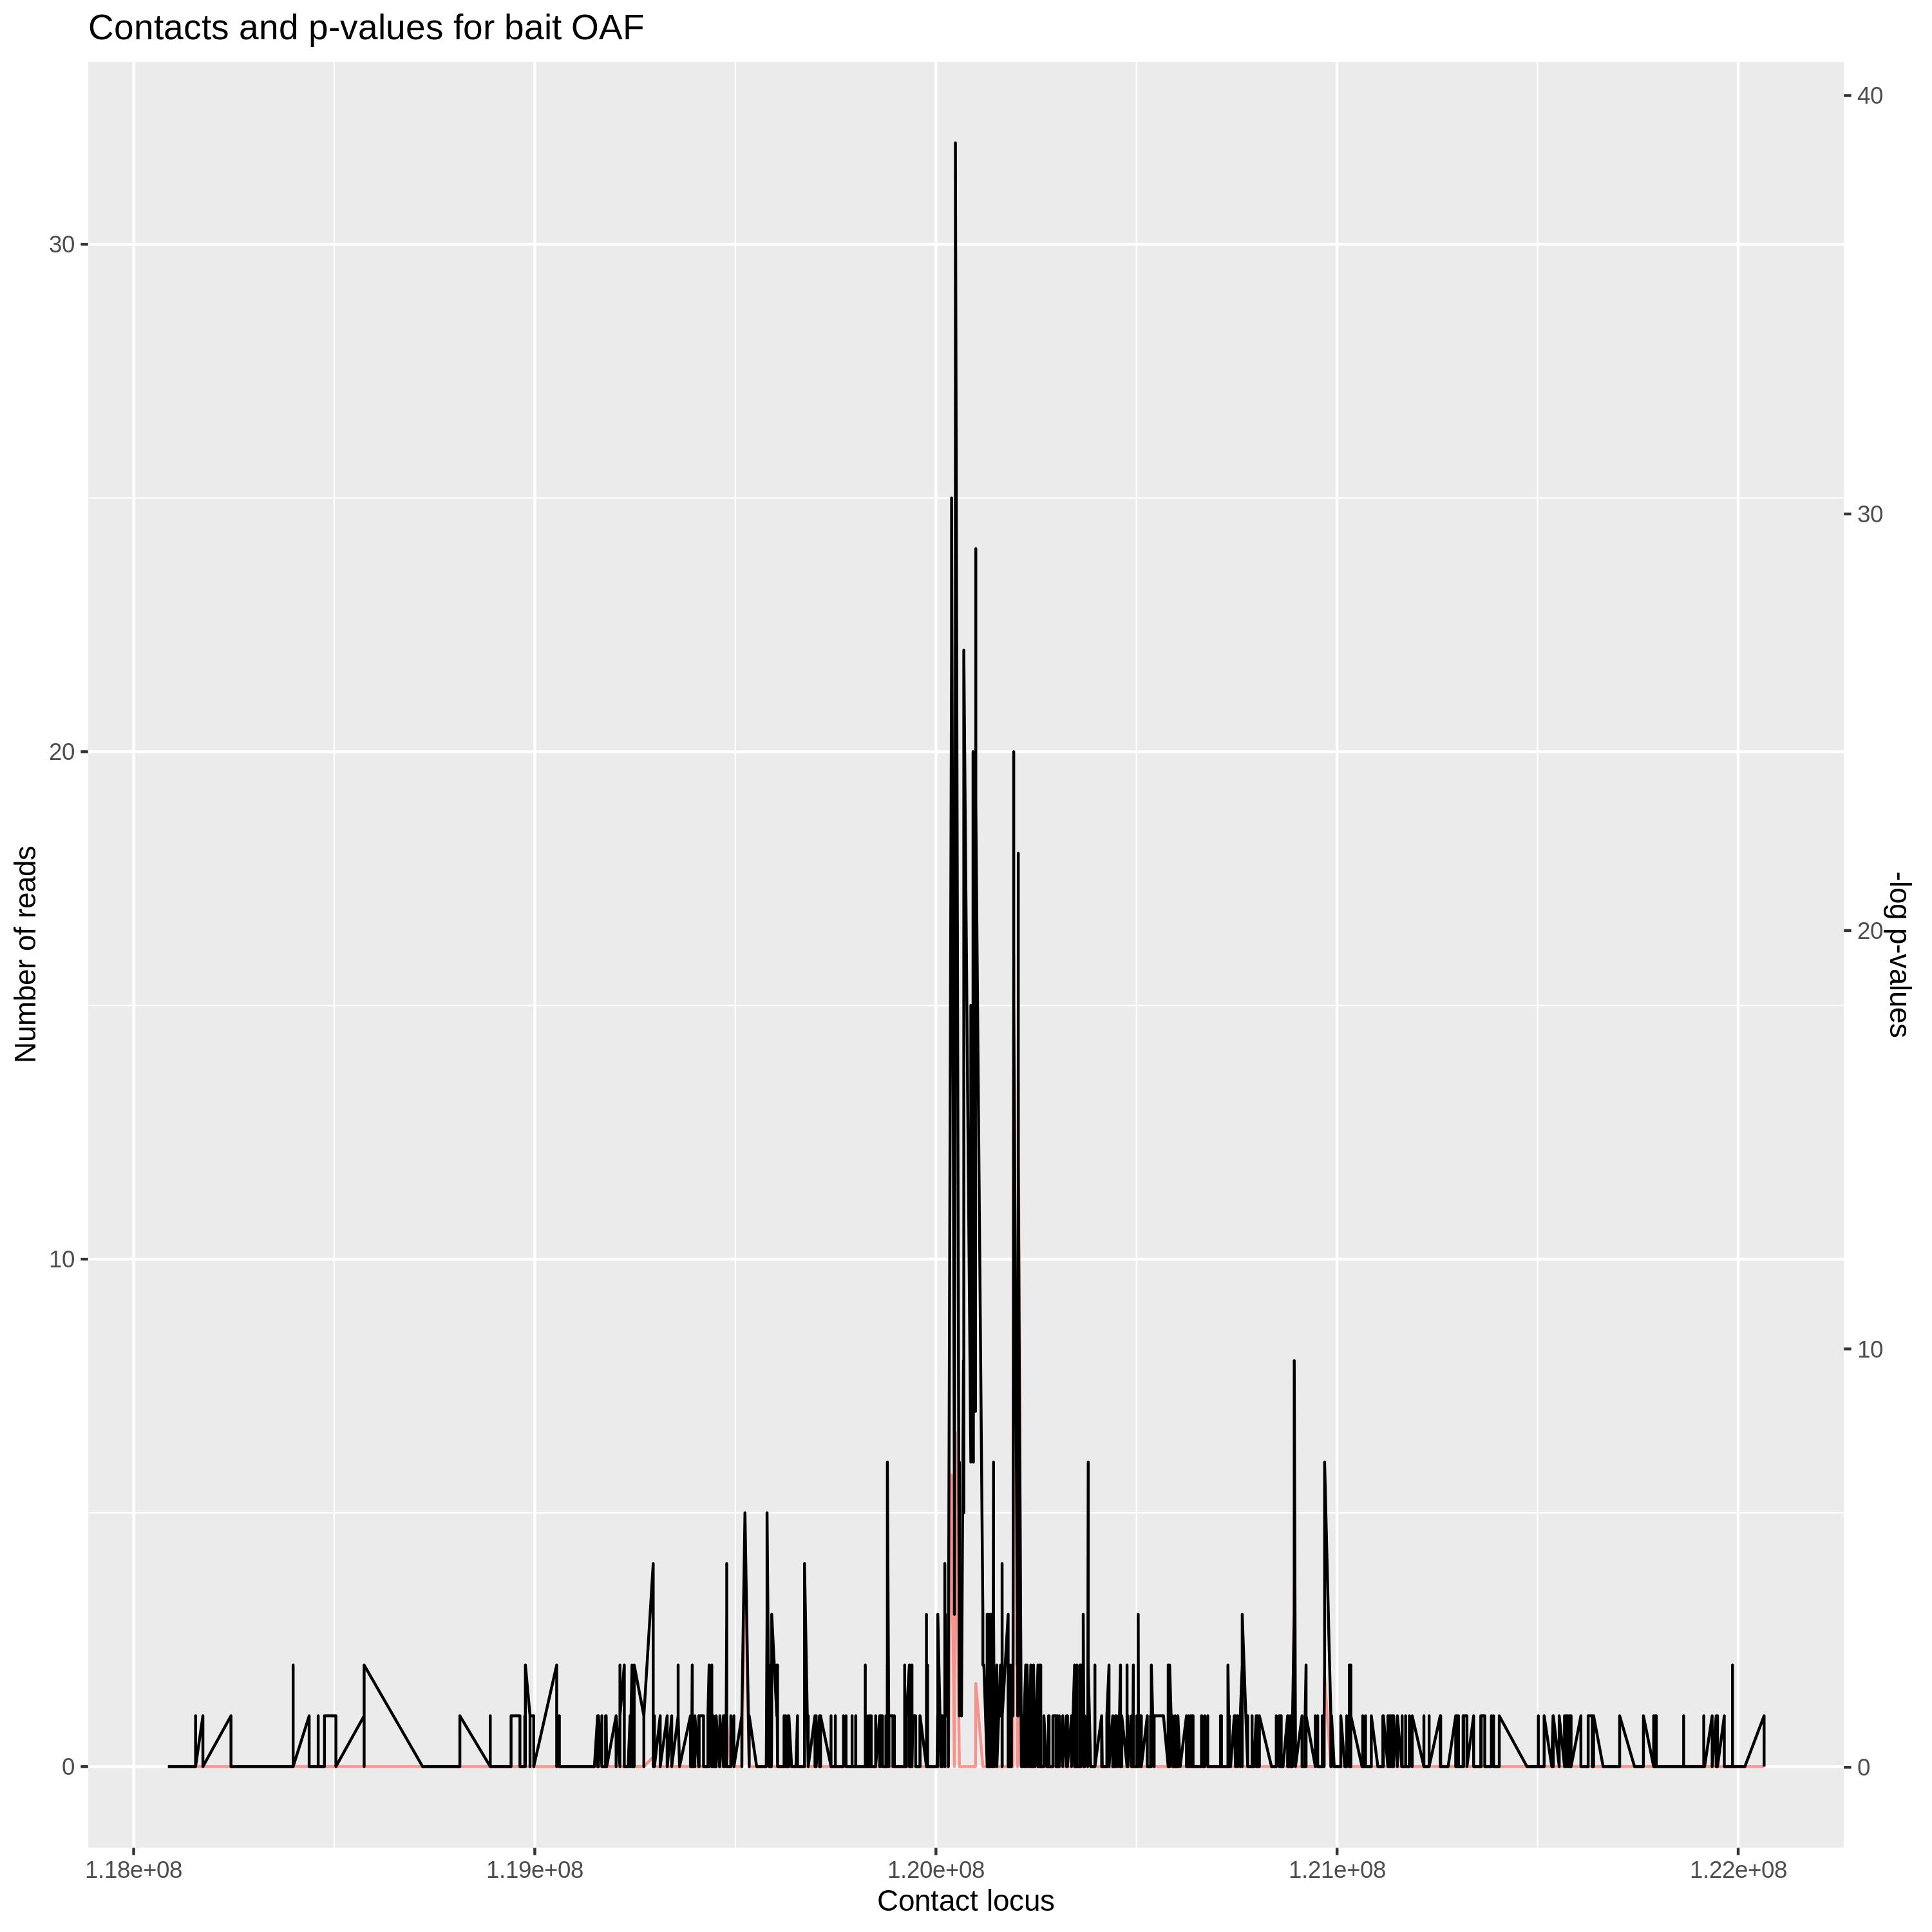 Contacts and p-values for bait OAF
40
30
30
20
20
10
10
0
0
Number of reads
-log p-values
1.18e+08 1.19e+08 1.20e+08 1.21e+08 1.22e+08
Contact locus